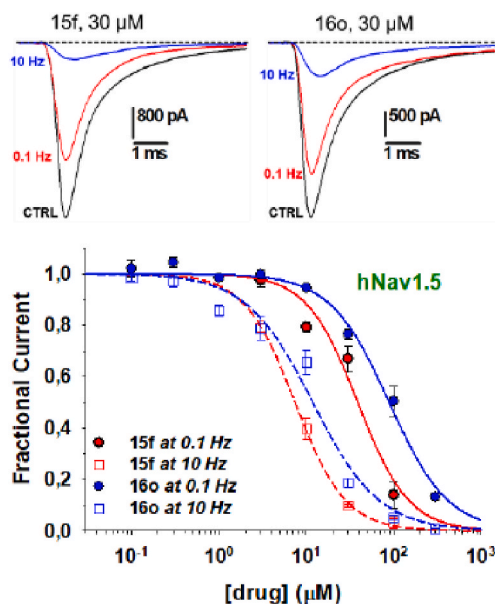 15f, 30 µM
10 Hz
0.1 Hz
CTRL
800 pA
1 ms
16o, 30 µM
10 Hz
0.1 Hz
CTRL
500 pA
1 ms
hNav1.5
Fractional Current
1,0
0,8
0,6
0,4
0,2
0,0
15f at 0.1 Hz
15f at 10 Hz
16o at 0.1 Hz
16o at 10 Hz
10-1
100
101
102
103
[drug] (µM)